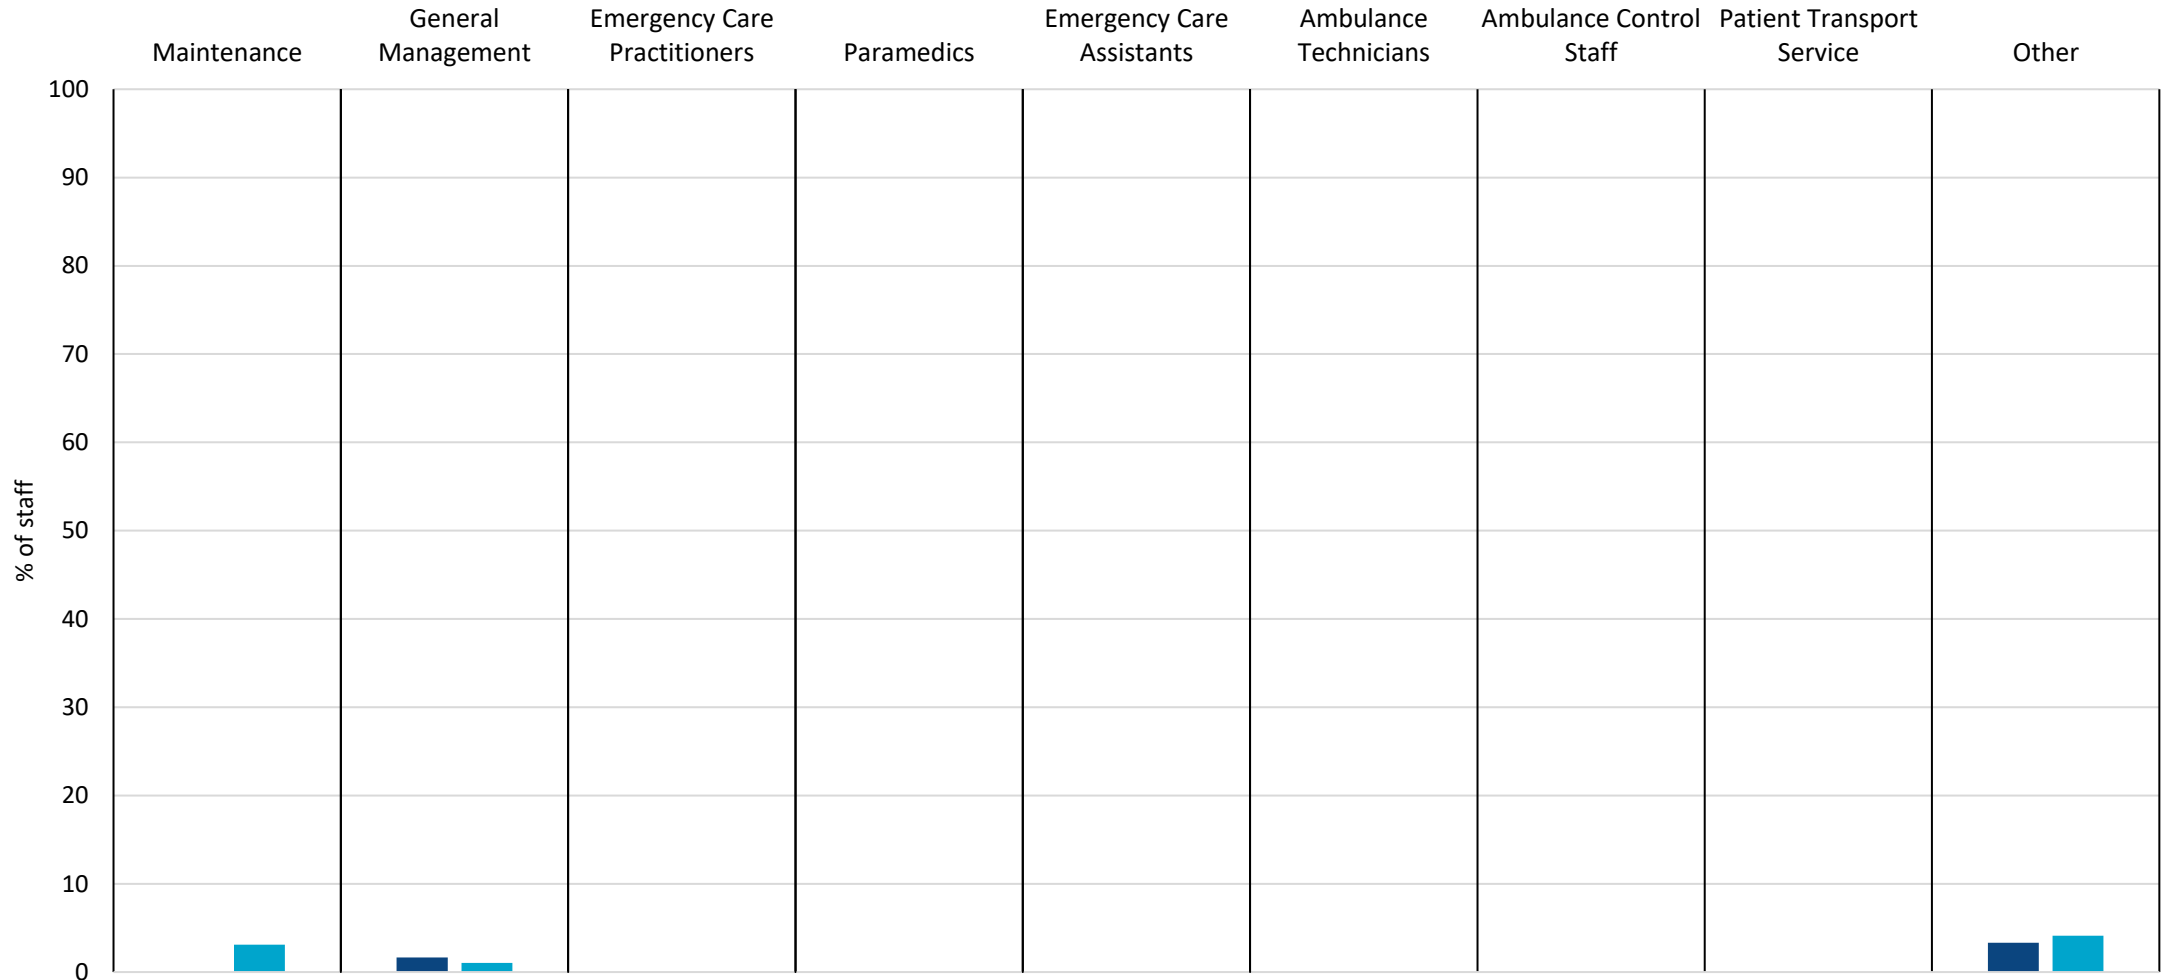 Maintenance
General
Management
Emergency Care
Practitioners
Paramedics
Emergency Care
Assistants
Ambulance
Technicians
Ambulance Control
Staff
Patient Transport
Service
Other
% of staff
100
90
80
70
60
50
40
30
20
10
0